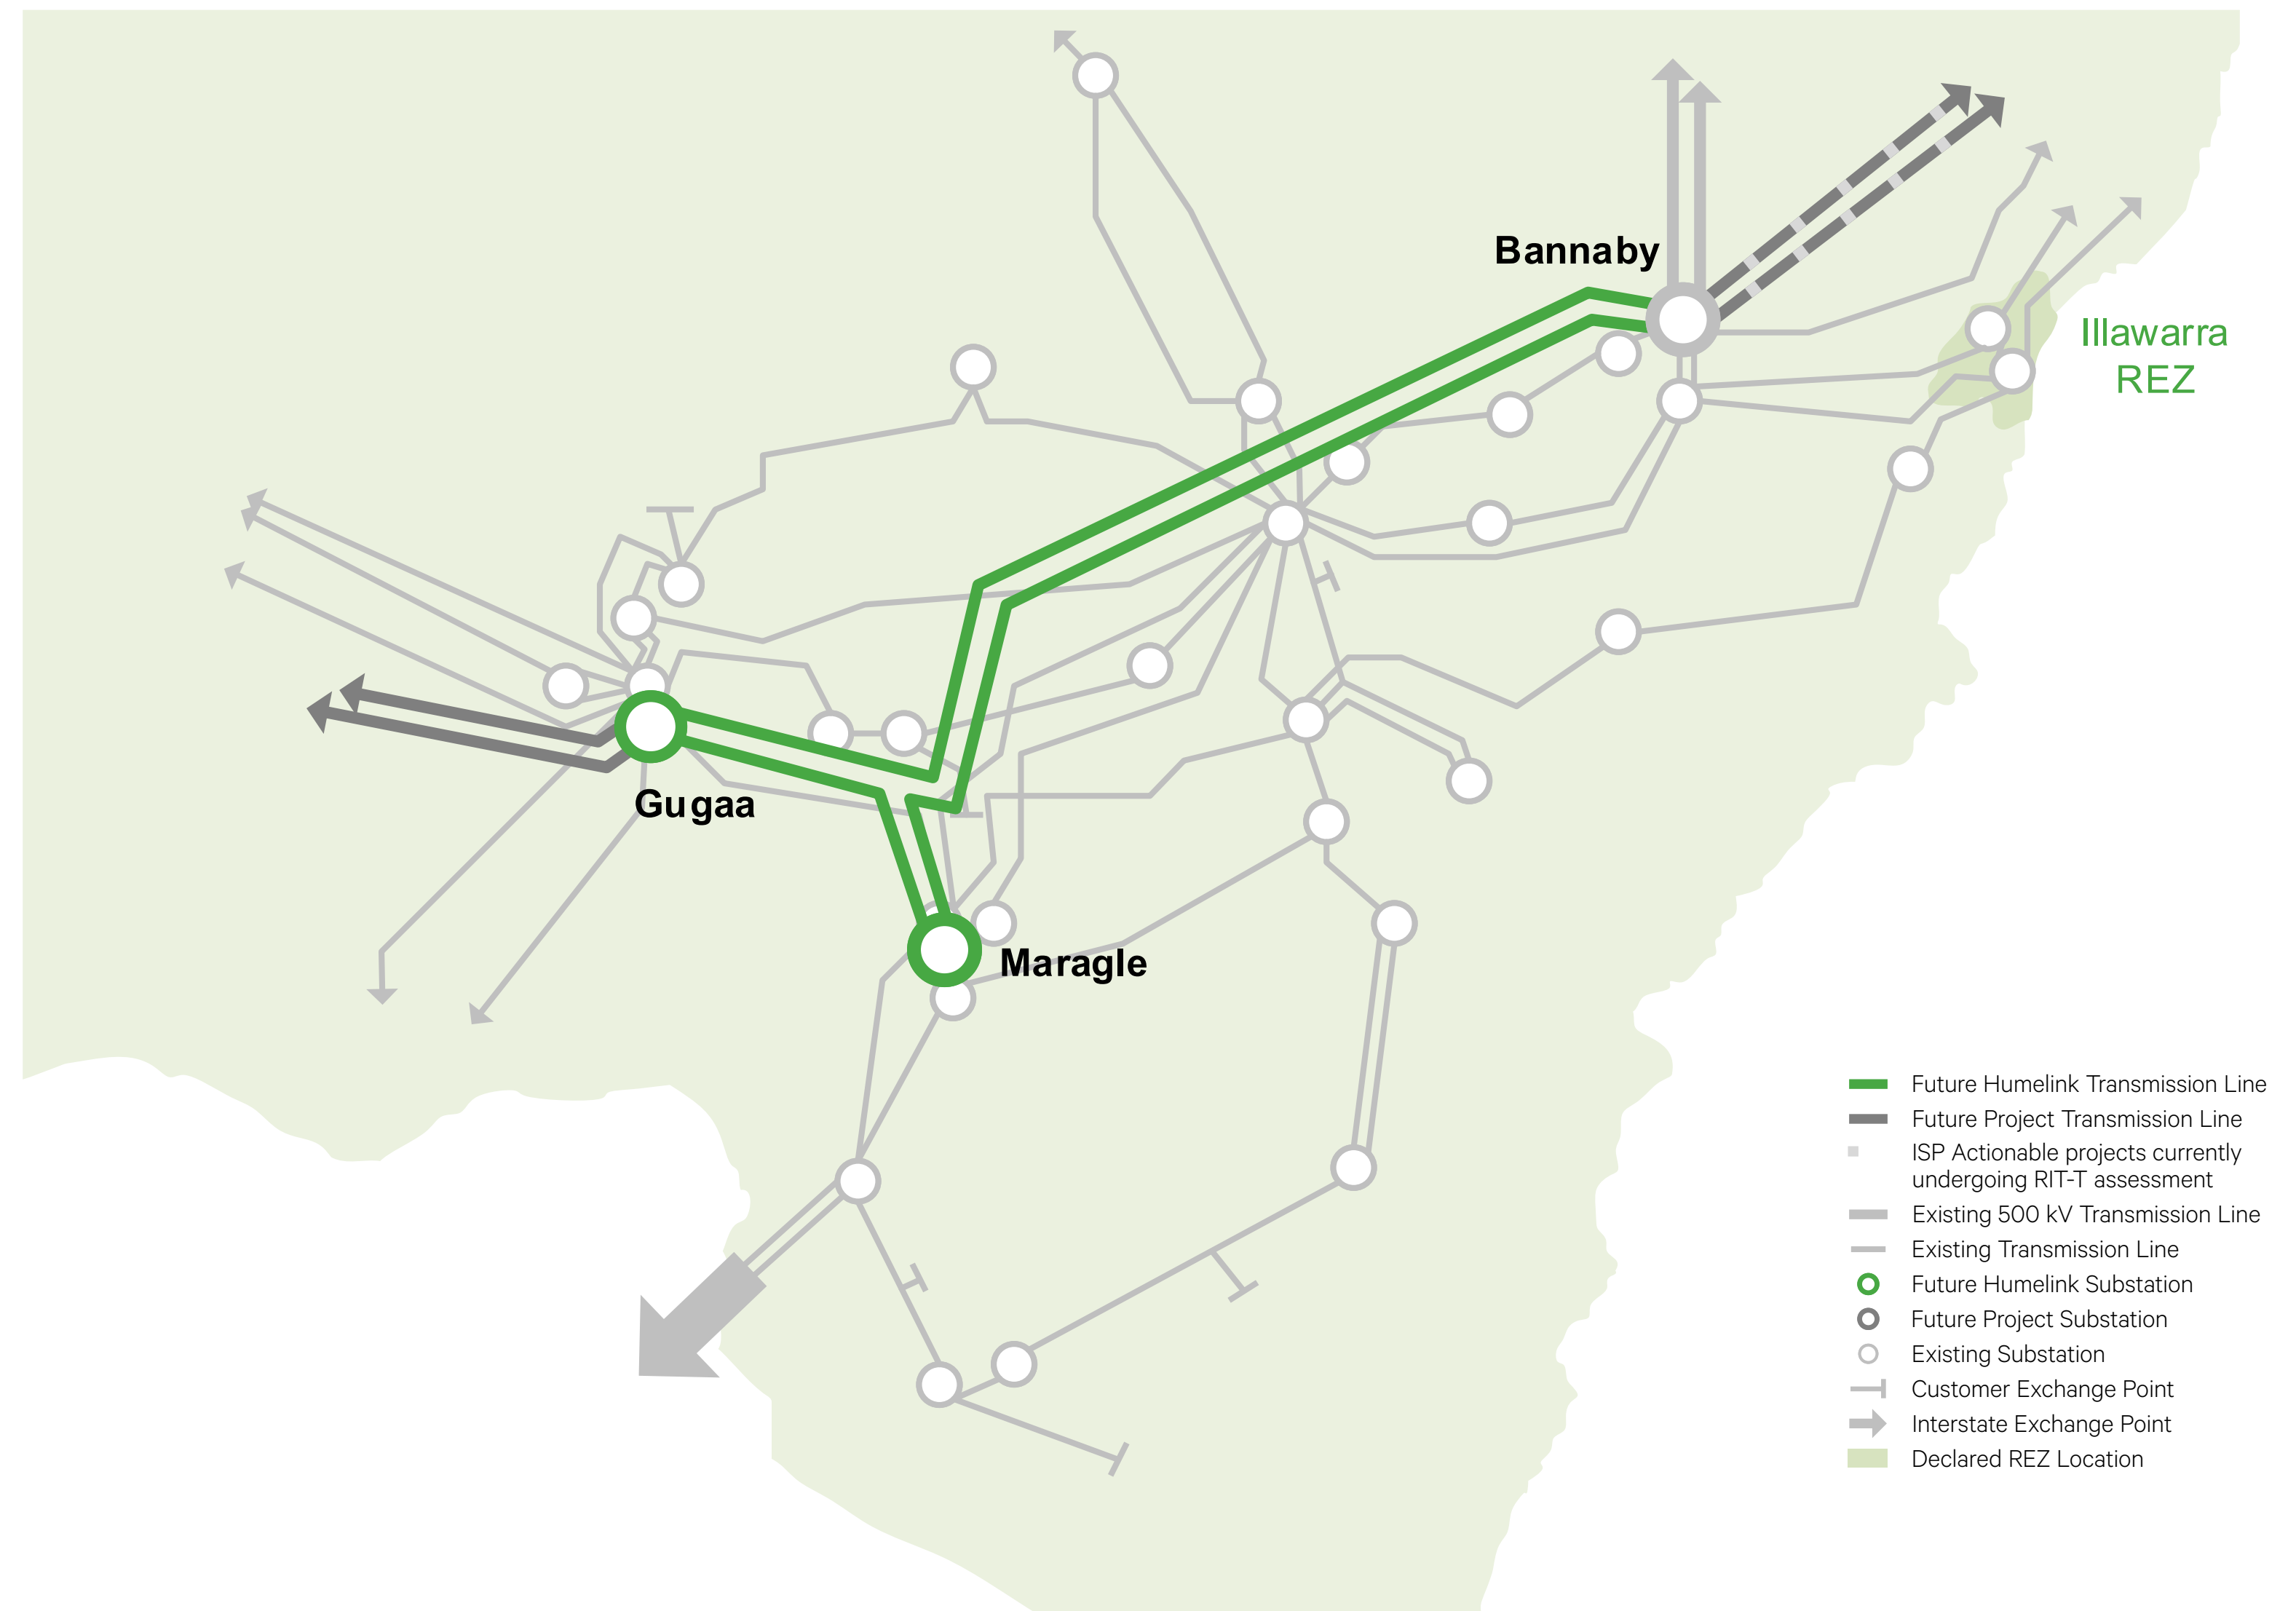 Bannaby
Illawarra
REZ
Gugaa
Maragle
Future Humelink Transmission Line
Future Project Transmission Line
ISP Actionable projects currently
undergoing RIT-T assessment
Existing 500 kV Transmission Line
Existing Transmission Line
Future Humelink Substation
Future Project Substation
Existing Substation
Customer Exchange Point
Interstate Exchange Point
Declared REZ Location